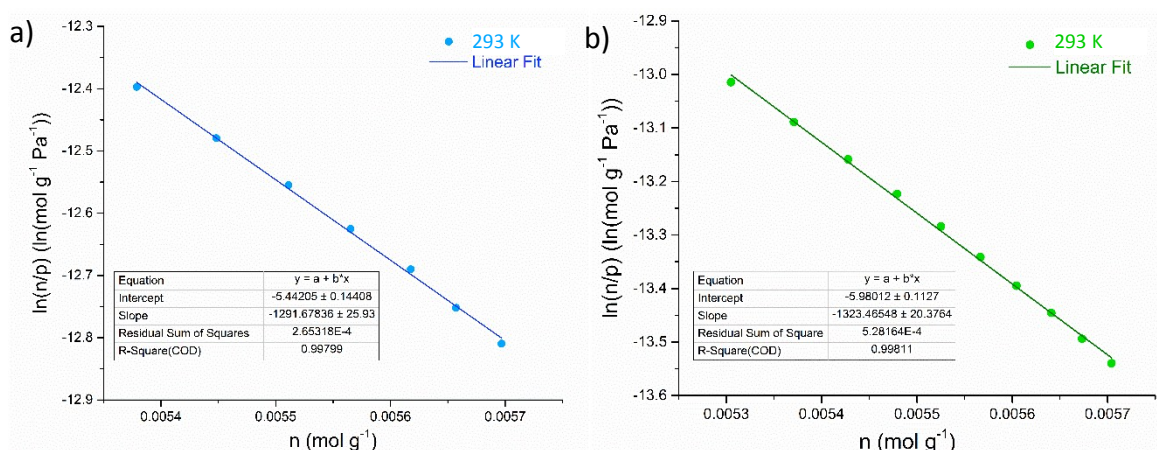 a)
293 K
Linear Fit
-12.3
-12.4
-12.5
-12.6
-12.7
-12.8
-12.9
ln(n/p) (ln(mol g⁻¹ Pa⁻¹))
Equation y = a + b*x
Intercept -5.44205 ± 0.14408
Slope -1291.67836 ± 25.93
Residual Sum of Squares 2.65318E-4
R-Square(COD) 0.99799
0.0054 0.0055 0.0056 0.0057
n (mol g⁻¹)
b)
293 K
Linear Fit
-12.9
-13.0
-13.1
-13.2
-13.3
-13.4
-13.5
-13.6
ln(n/p) (ln(mol g⁻¹ Pa⁻¹))
Equation y = a + b*x
Intercept -5.98012 ± 0.1127
Slope -1323.46548 ± 20.3764
Residual Sum of Square 5.28164E-4
R-Square(COD) 0.99811
0.0053 0.0054 0.0055 0.0056 0.0057
n (mol g⁻¹)